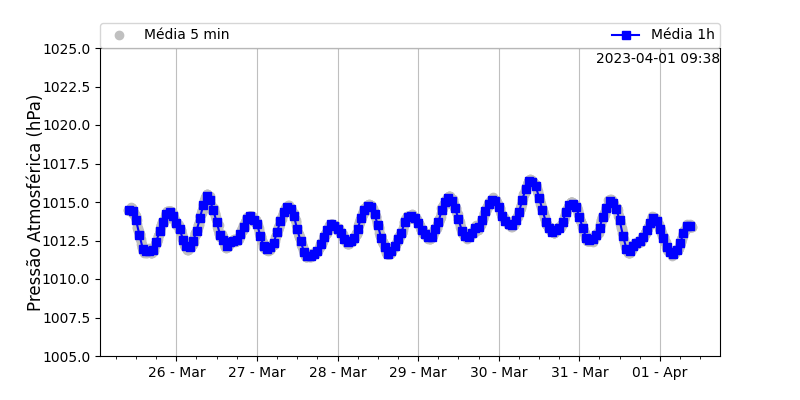 Média 5 min
Média 1h
2023-04-01 09:38
Pressão Atmosférica (hPa)
1025.0
1022.5
1020.0
1017.5
1015.0
1012.5
1010.0
1007.5
1005.0
26 - Mar
27 - Mar
28 - Mar
29 - Mar
30 - Mar
31 - Mar
01 - Apr